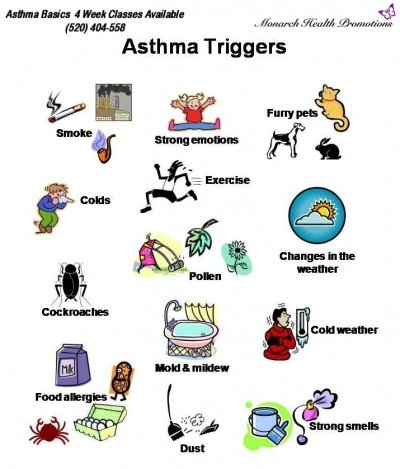 Asthma Basics 4 Week Classes Available
(520) 404-558
Monarch Health Promotions
Asthma Triggers
Smoke
Strong emotions
Furry pets
Colds
Exercise
Changes in the
weather
Pollen
Cockroaches
Mold & mildew
Cold weather
Milk
Food allergies
Dust
Strong smells